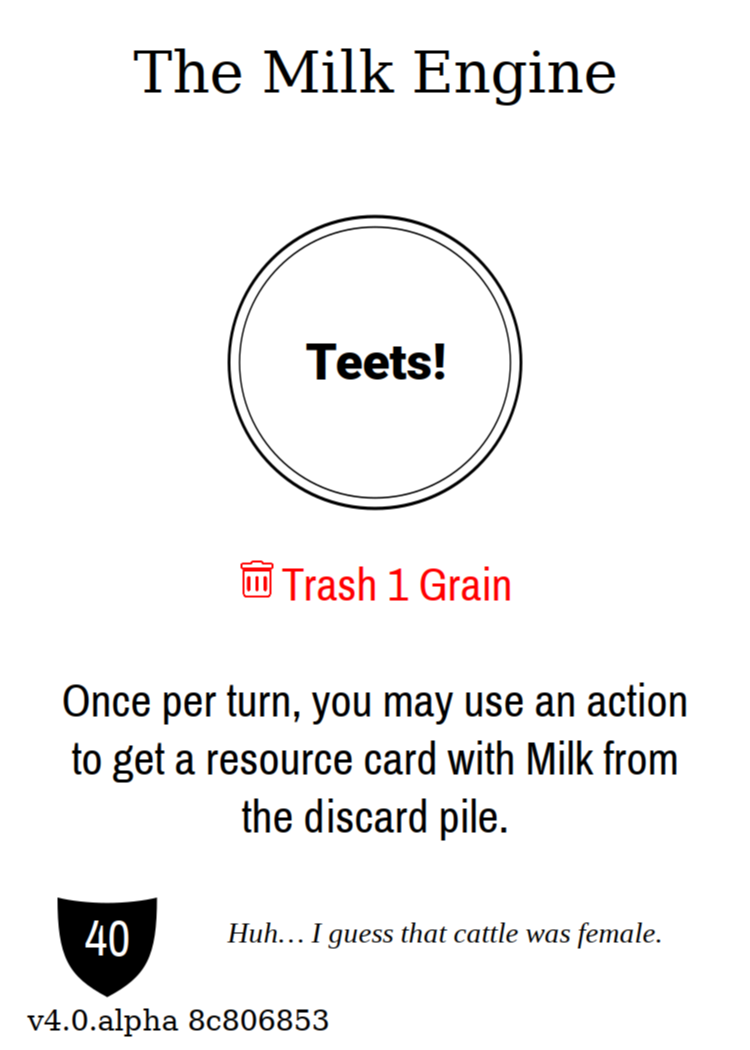 The Milk Engine
Teets!
Trash 1 Grain
Once per turn, you may use an action
to get a resource card with Milk from
the discard pile.
40
Huh… I guess that cattle was female.
v4.0.alpha 8c806853